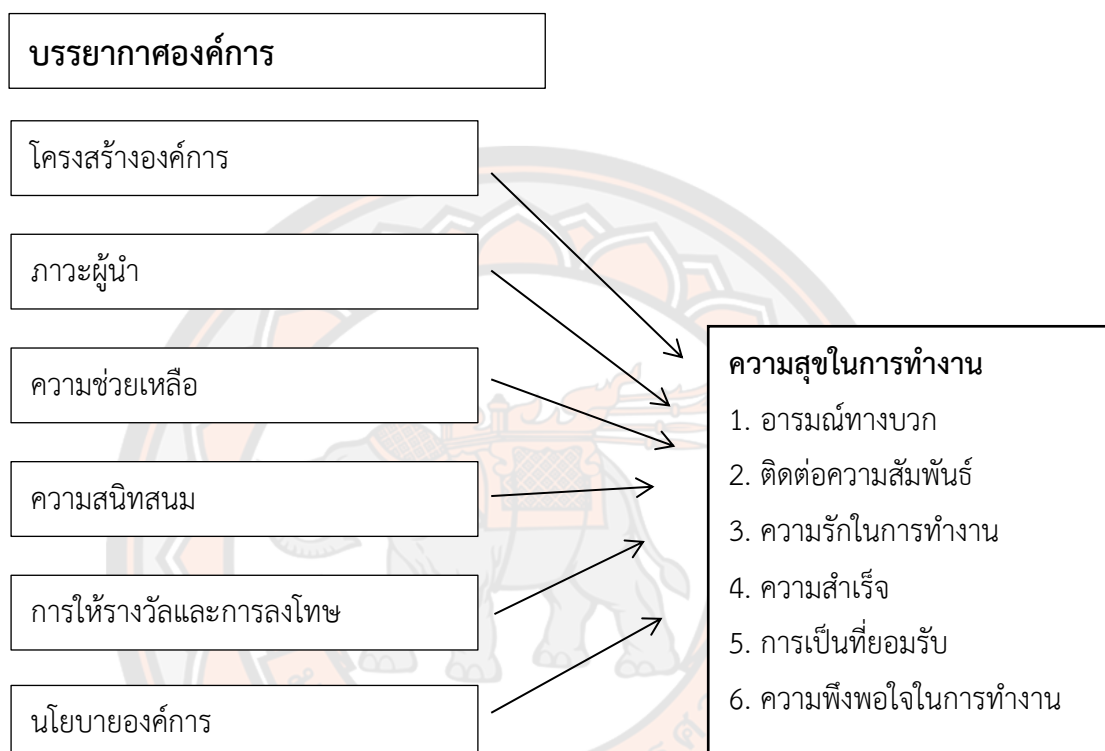 บรรยากาศองค์การ
โครงสร้างองค์การ
ภาวะผู้นำ
ความช่วยเหลือ
ความสนิทสนม
การให้รางวัลและการลงโทษ
นโยบายองค์การ
ความสุขในการทำงาน
1. อารมณ์ทางบวก
2. ติดต่อความสัมพันธ์
3. ความรักในการทำงาน
4. ความสำเร็จ
5. การเป็นที่ยอมรับ
6. ความพึงพอใจในการทำงาน